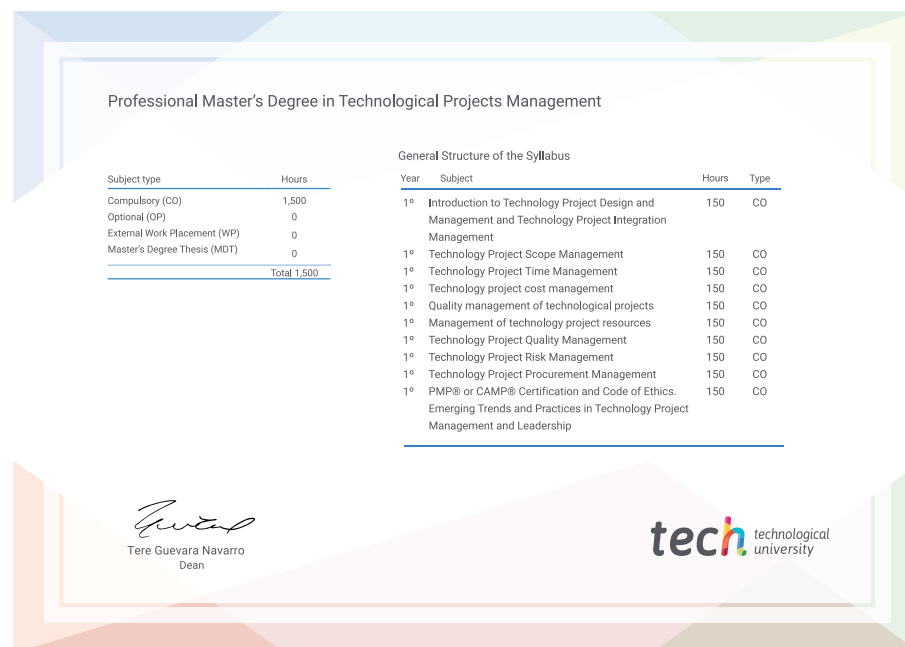 Professional Master's Degree in Technological Projects Management
Subject type Hours
Compulsory (CO) 1,500
Optional (OP) 0
External Work Placement (WP) 0
Master's Degree Thesis (MDT) 0
Total 1,500
General Structure of the Syllabus
Year Subject Hours Type
1º Introduction to Technology Project Design and 150 CO
Management and Technology Project Integration
Management
1º Technology Project Scope Management 150 CO
1º Technology Project Time Management 150 CO
1º Technology project cost management 150 CO
1º Quality management of technological projects 150 CO
1º Management of technology project resources 150 CO
1º Technology Project Quality Management 150 CO
1º Technology Project Risk Management 150 CO
1º Technology Project Procurement Management 150 CO
1º PMP® or CAMP® Certification and Code of Ethics. 150 CO
Emerging Trends and Practices in Technology Project
Management and Leadership
Tere Guevara Navarro
Dean
tech technological
university